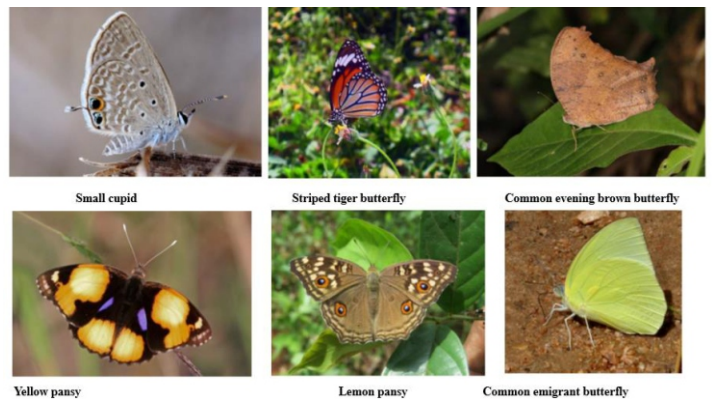 Small cupid
Striped tiger butterfly
Common evening brown butterfly
Yellow pansy
Lemon pansy
Common emigrant butterfly